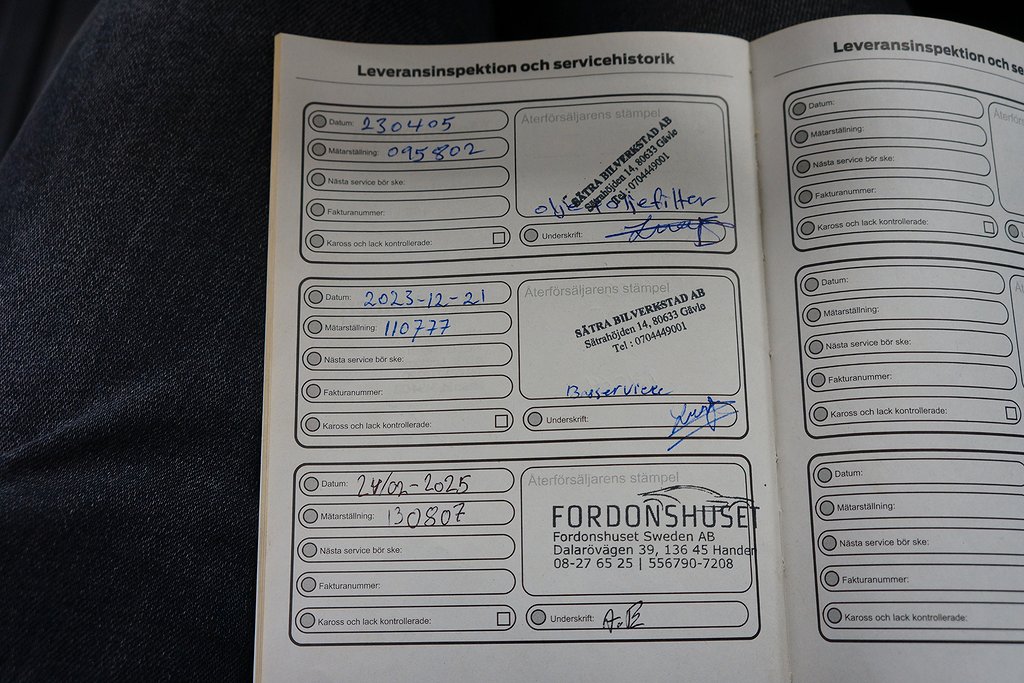 Leveransinspektion och servicehistorik
Datum: 230405
Mätarställning: 095802
Nästa service bör ske:
Fakturanummer:
Kaross och lack kontrollerade:
Återförsäljarens stämpel
SÄTRA BILVERKSTAD AB
Sätrahöjden 14, 80633 Gävle
Tel : 0704449001
olje oljefilter
Underskrift:
Datum: 2023-12-21
Mätarställning: 110777
Nästa service bör ske:
Fakturanummer:
Kaross och lack kontrollerade:
Återförsäljarens stämpel
SÄTRA BILVERKSTAD AB
Sätrahöjden 14, 80633 Gävle
Tel : 0704449001
Underskrift:
Datum: 24/02-2025
Mätarställning: 130807
Nästa service bör ske:
Fakturanummer:
Kaross och lack kontrollerade:
Återförsäljarens stämpel
FORDONSHUSET
Fordonshuset Sweden AB
Dalarövägen 39, 136 45 Handen
08-27 65 25 | 556790-7208
Underskrift:
Leveransinspektion och se
Datum:
Mätarställning:
Nästa service bör ske:
Fakturanummer:
Kaross och lack kontrollerade:
Datum:
Mätarställning:
Nästa service bör ske:
Fakturanummer:
Kaross och lack kontrollerade:
Datum:
Mätarställning:
Nästa service bör ske:
Fakturanummer:
Kaross och lack kontrollerade: